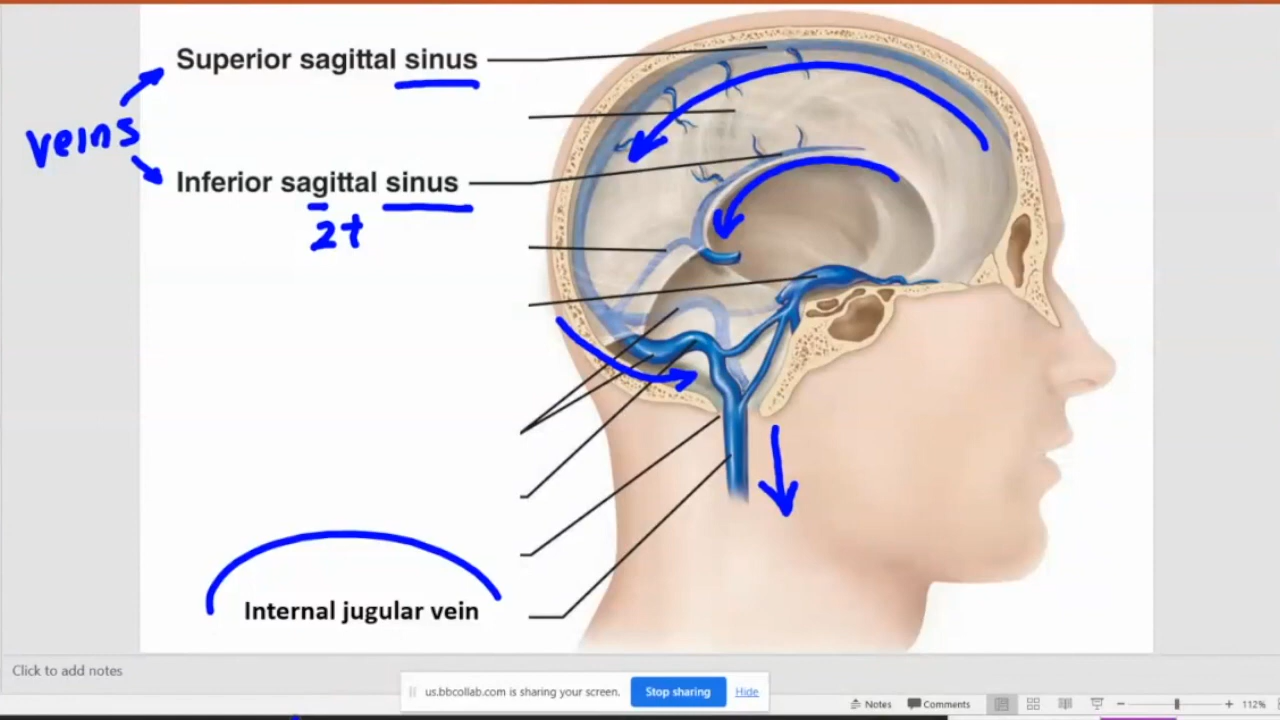 Superior sagittal sinus
veins
Inferior sagittal sinus
2t
Internal jugular vein
Click to add notes
us.bbcollab.com is sharing your screen.
Stop sharing
Hide
Notes
Comments
112%